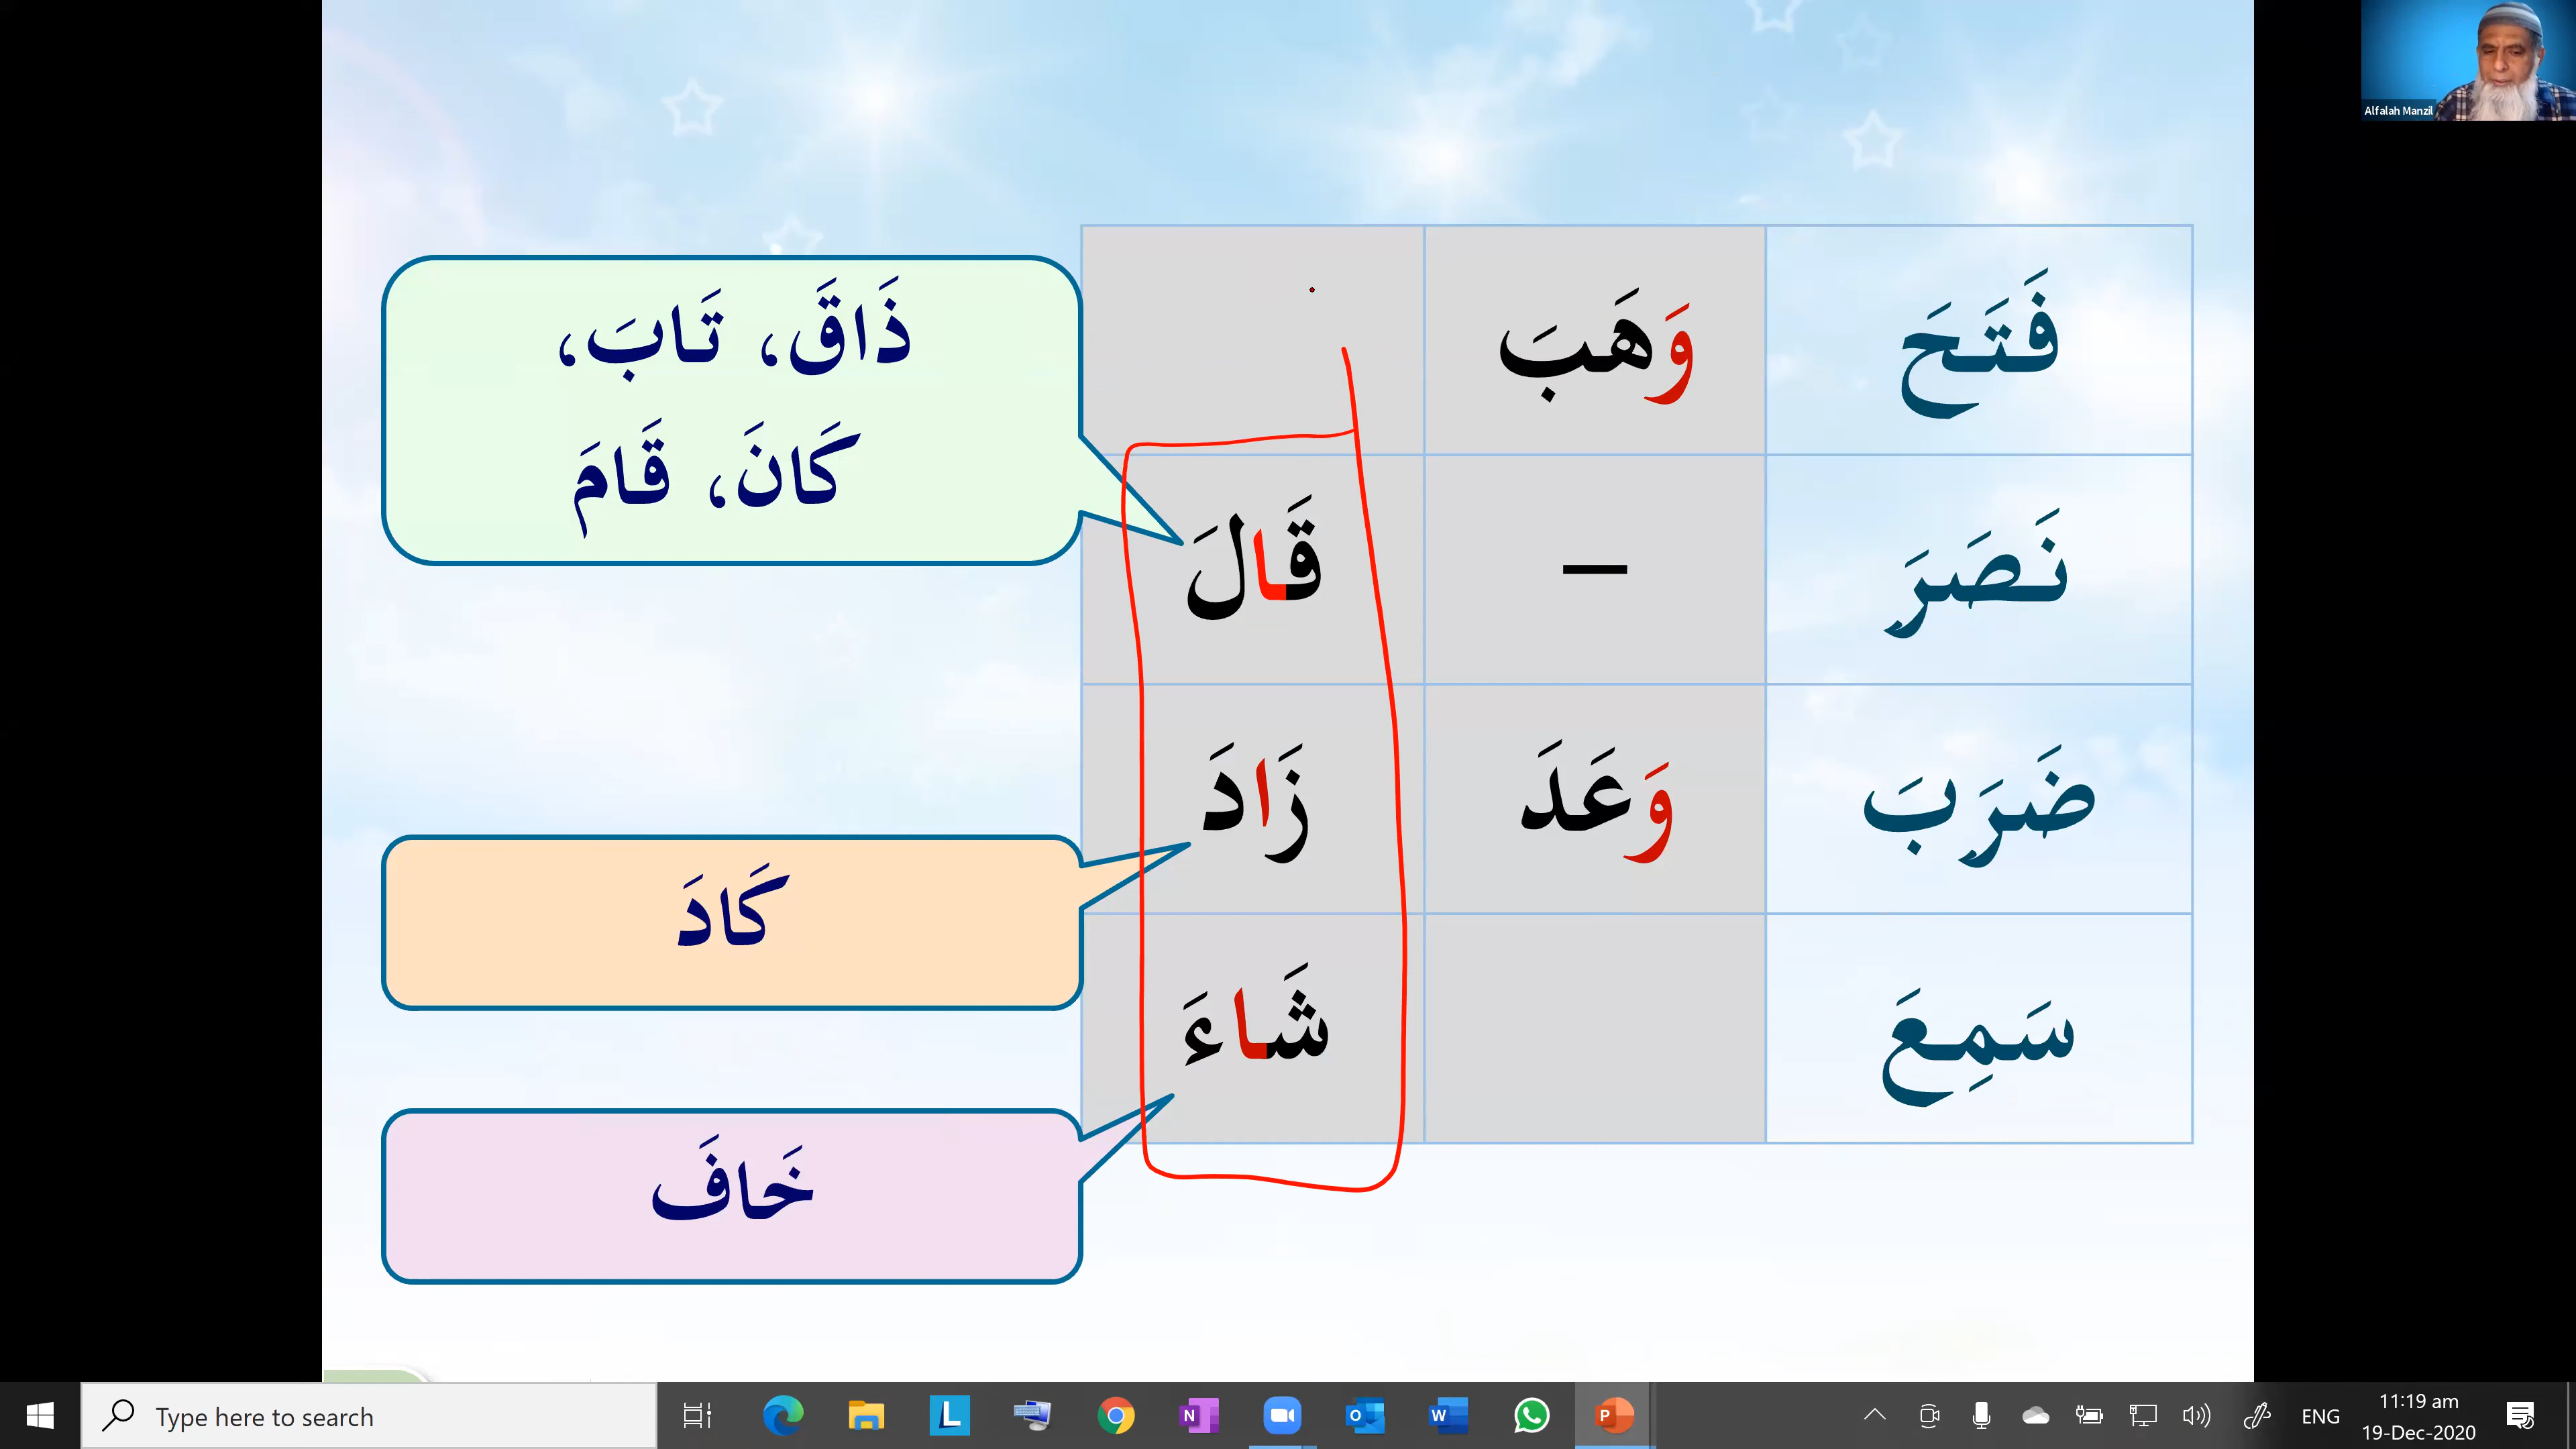 Alfalah Manzil
فَتَحَ وَهَبَ
نَصَرَ – قَالَ
ضَرَبَ وَعَدَ زَادَ
سَمِعَ شَاءَ
ذَاقَ، تَابَ،
كَانَ، قَامَ
كَادَ
خَافَ
Type here to search
ENG
11:19 am
19-Dec-2020